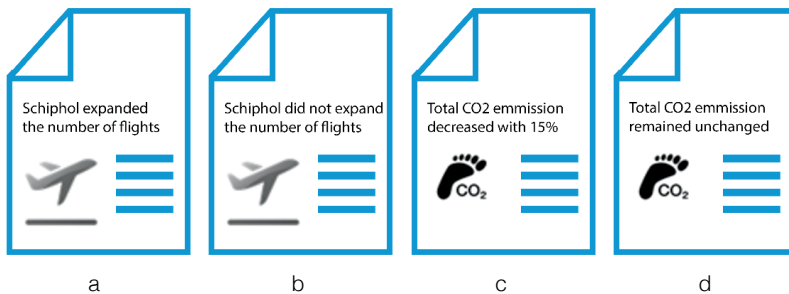 Schiphol expanded
the number of flights
Schiphol did not expand
the number of flights
Total CO2 emmission
decreased with 15%
CO₂
Total CO2 emmission
remained unchanged
CO₂
a
b
c
d